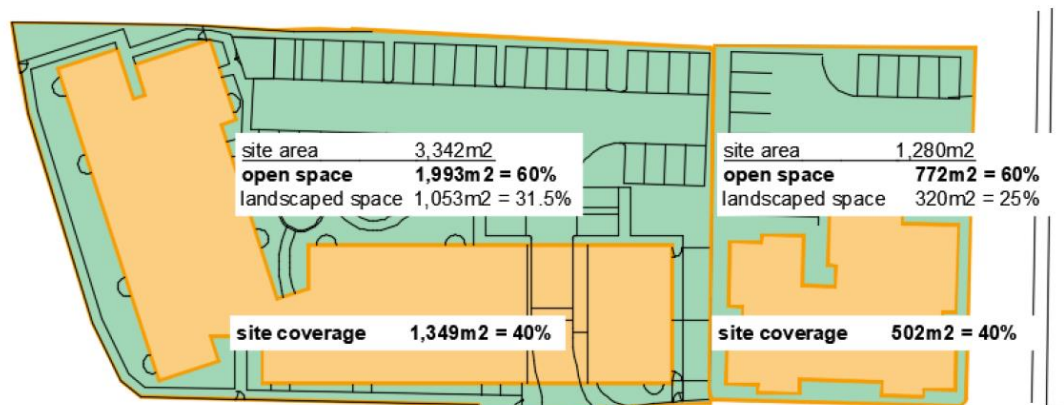 site area 3,342m2
open space 1,993m2 = 60%
landscaped space 1,053m2 = 31.5%
site coverage 1,349m2 = 40%
site area 1,280m2
open space 772m2 = 60%
landscaped space 320m2 = 25%
site coverage 502m2 = 40%